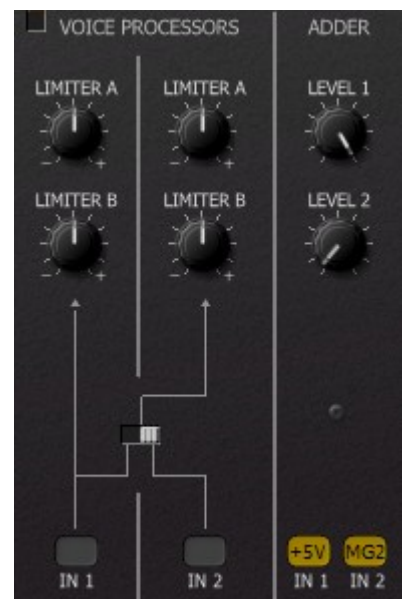 VOICE PROCESSORS ADDER
LIMITER A LIMITER A LEVEL 1
- + - +
LIMITER B LIMITER B LEVEL 2
- + - +
+5V MG2
IN 1 IN 2 IN 1 IN 2